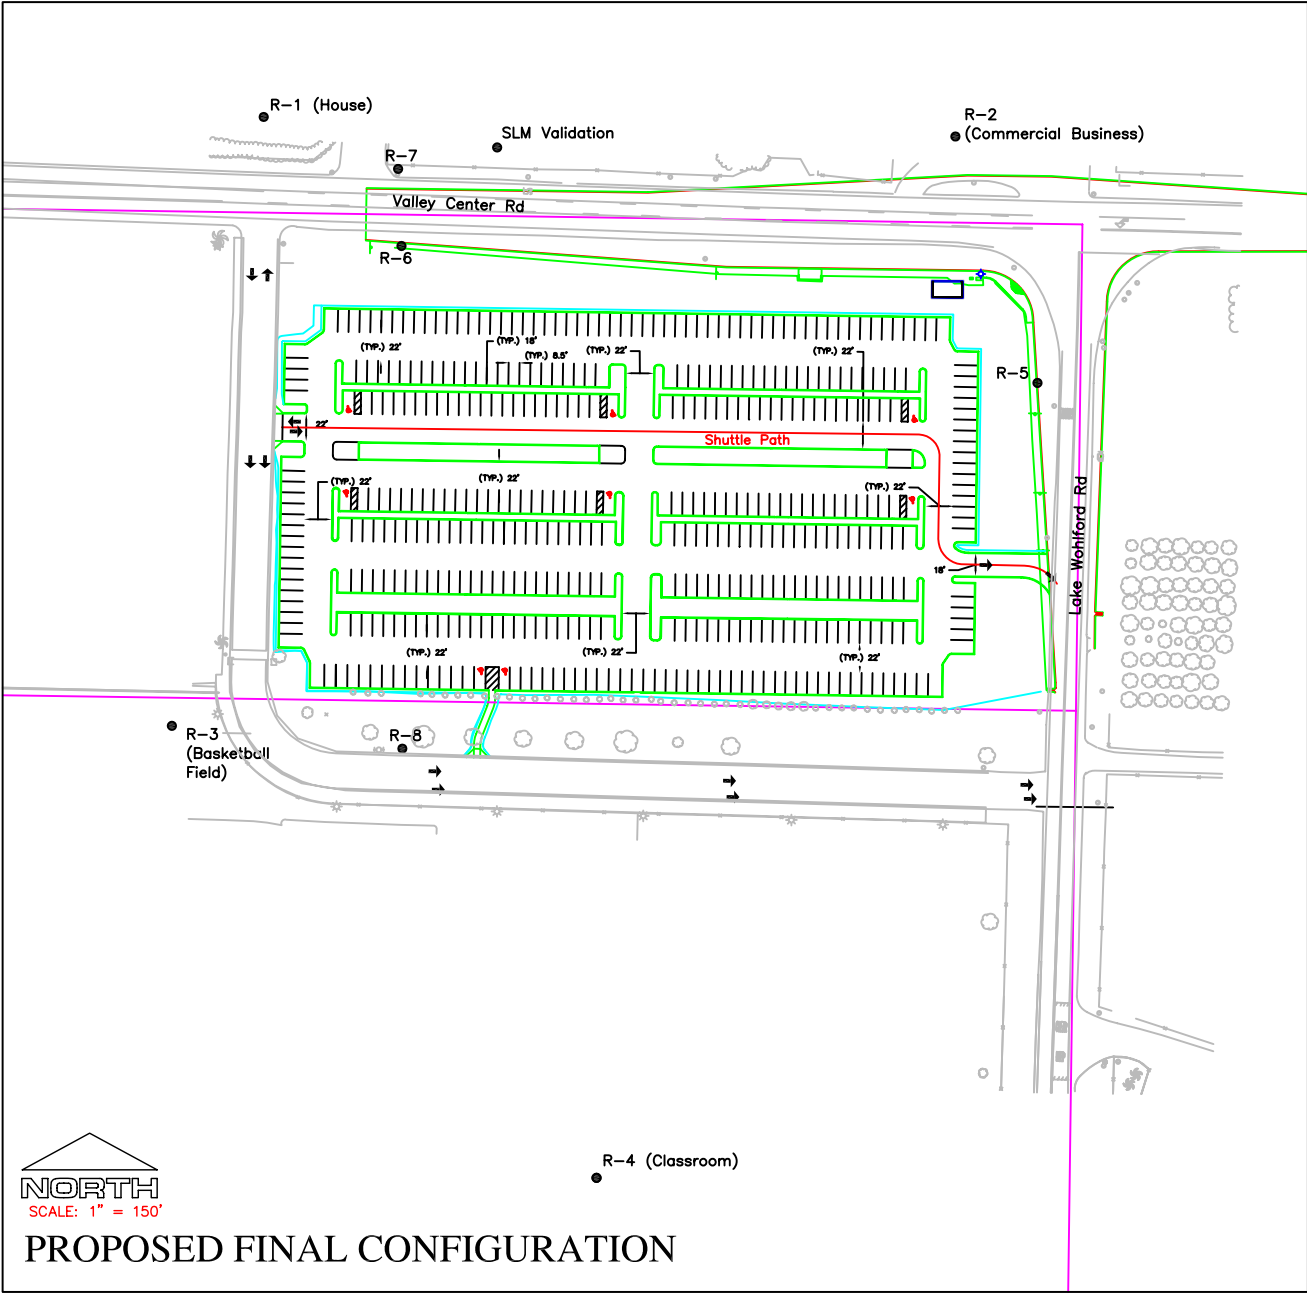 R-1 (House)
SLM Validation
R-2
(Commercial Business)
R-7
Valley Center Rd
R-6
(TYP.) 18'
(TYP.) 22'
(TYP.) 8.5'
(TYP.) 22'
(TYP.) 22'
R-5
22'
Shuttle Path
(TYP.) 22'
(TYP.) 22'
(TYP.) 22'
Lake Wohlford Rd
18'
(TYP.) 22'
(TYP.) 22'
(TYP.) 22'
R-3
(Basketball
Field)
R-8
R-4 (Classroom)
NORTH
SCALE: 1" = 150'
PROPOSED FINAL CONFIGURATION